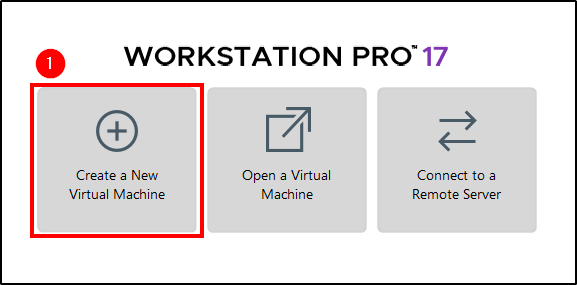 1
WORKSTATION PRO™ 17
Create a New
Virtual Machine
Open a Virtual
Machine
Connect to a
Remote Server